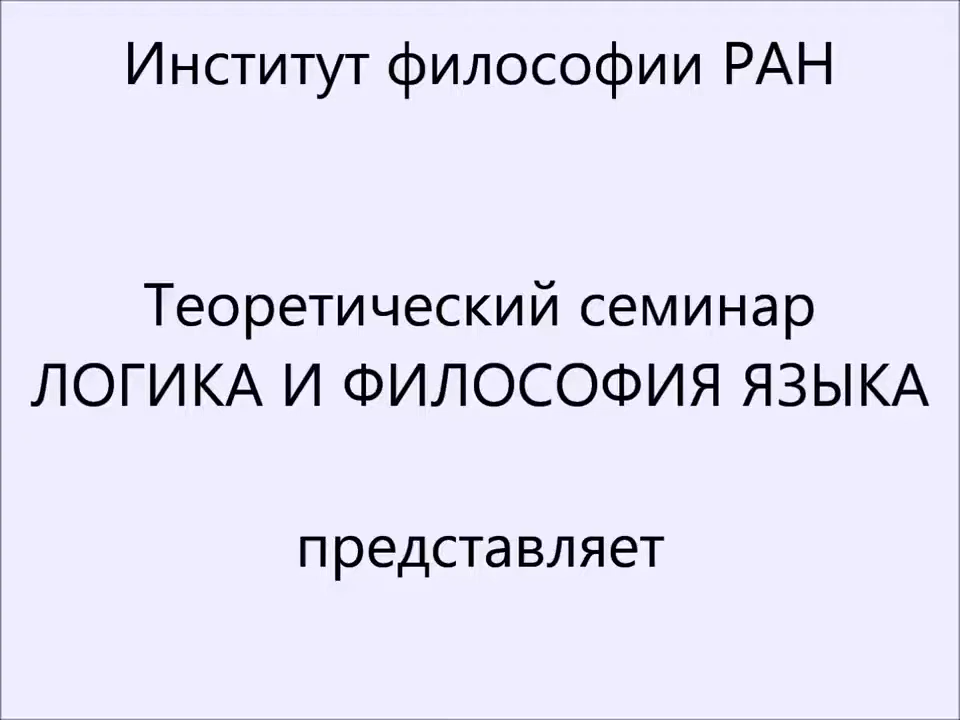 Институт философии РАН
Теоретический семинар
ЛОГИКА И ФИЛОСОФИЯ ЯЗЫКА
представляет